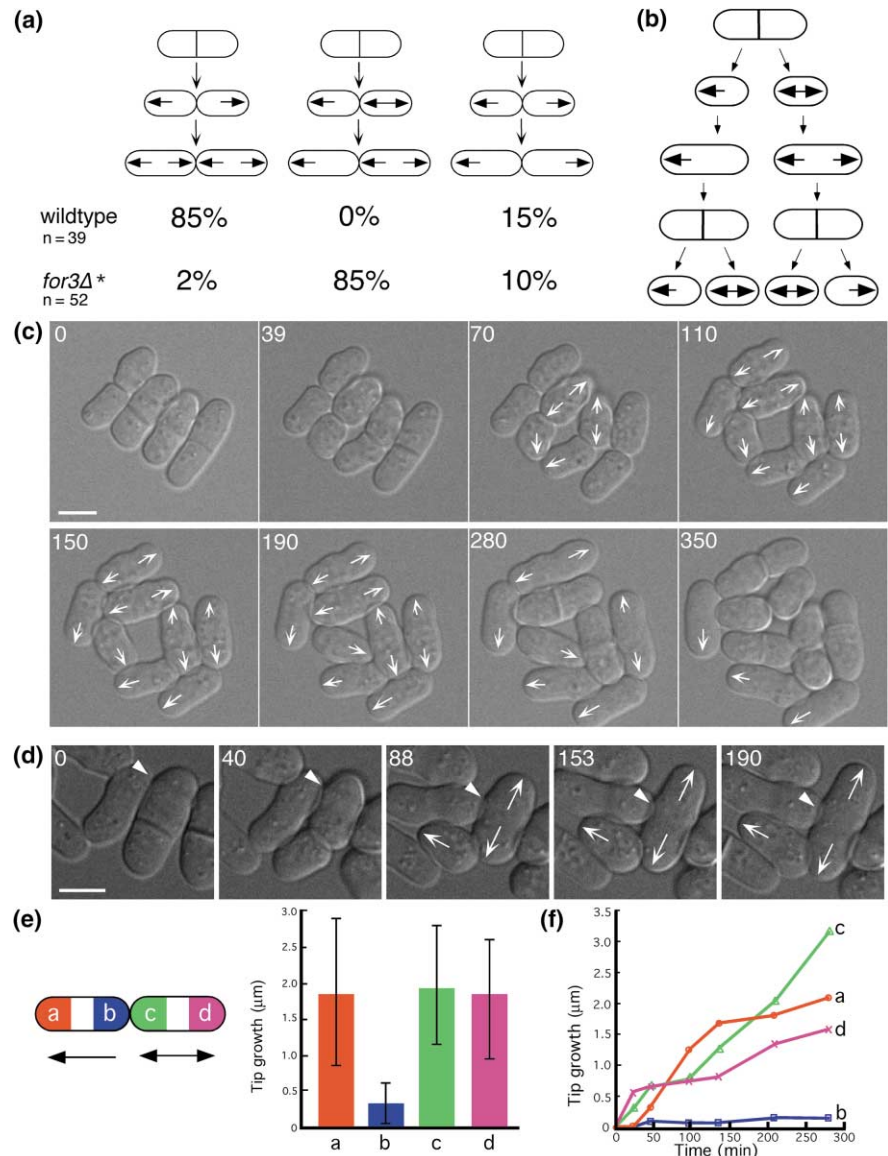 (a)
wildtype 85% 0% 15%
n = 39
for3Δ* 2% 85% 10%
n = 52
(b)
(c)
0 39 70 110
150 190 280 350
(d)
0 40 88 153 190
(e)
a b c d
Tip growth (μm)
3.0
2.5
2.0
1.5
1.0
0.5
0
a b c d
(f)
Tip growth (μm)
3.5
3.0
2.5
2.0
1.5
1.0
0.5
0
0 50 100 150 200 250 300
Time (min)
c
a
d
b